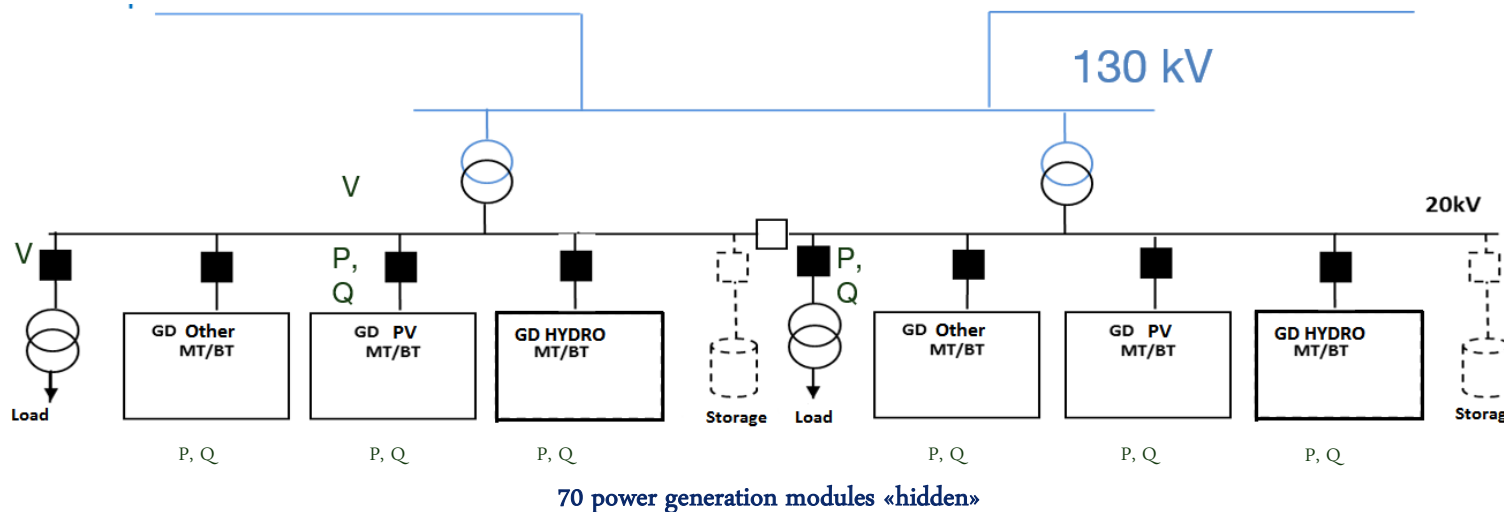 130 kV
V
20kV
V
P,
Q
P,
Q
GD Other
MT/BT
GD PV
MT/BT
GD HYDRO
MT/BT
GD Other
MT/BT
GD PV
MT/BT
GD HYDRO
MT/BT
Load
Storage
Load
Storag
P, Q
P, Q
P, Q
P, Q
P, Q
P, Q
70 power generation modules «hidden»